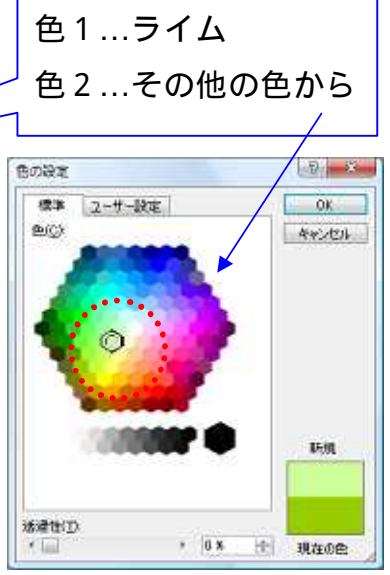 色1…ライム
色2…その他の色から
色の設定
標準 ユーザー設定 OK
色(C): キャンセル
新規
透過性(T):
0 % 現在の色